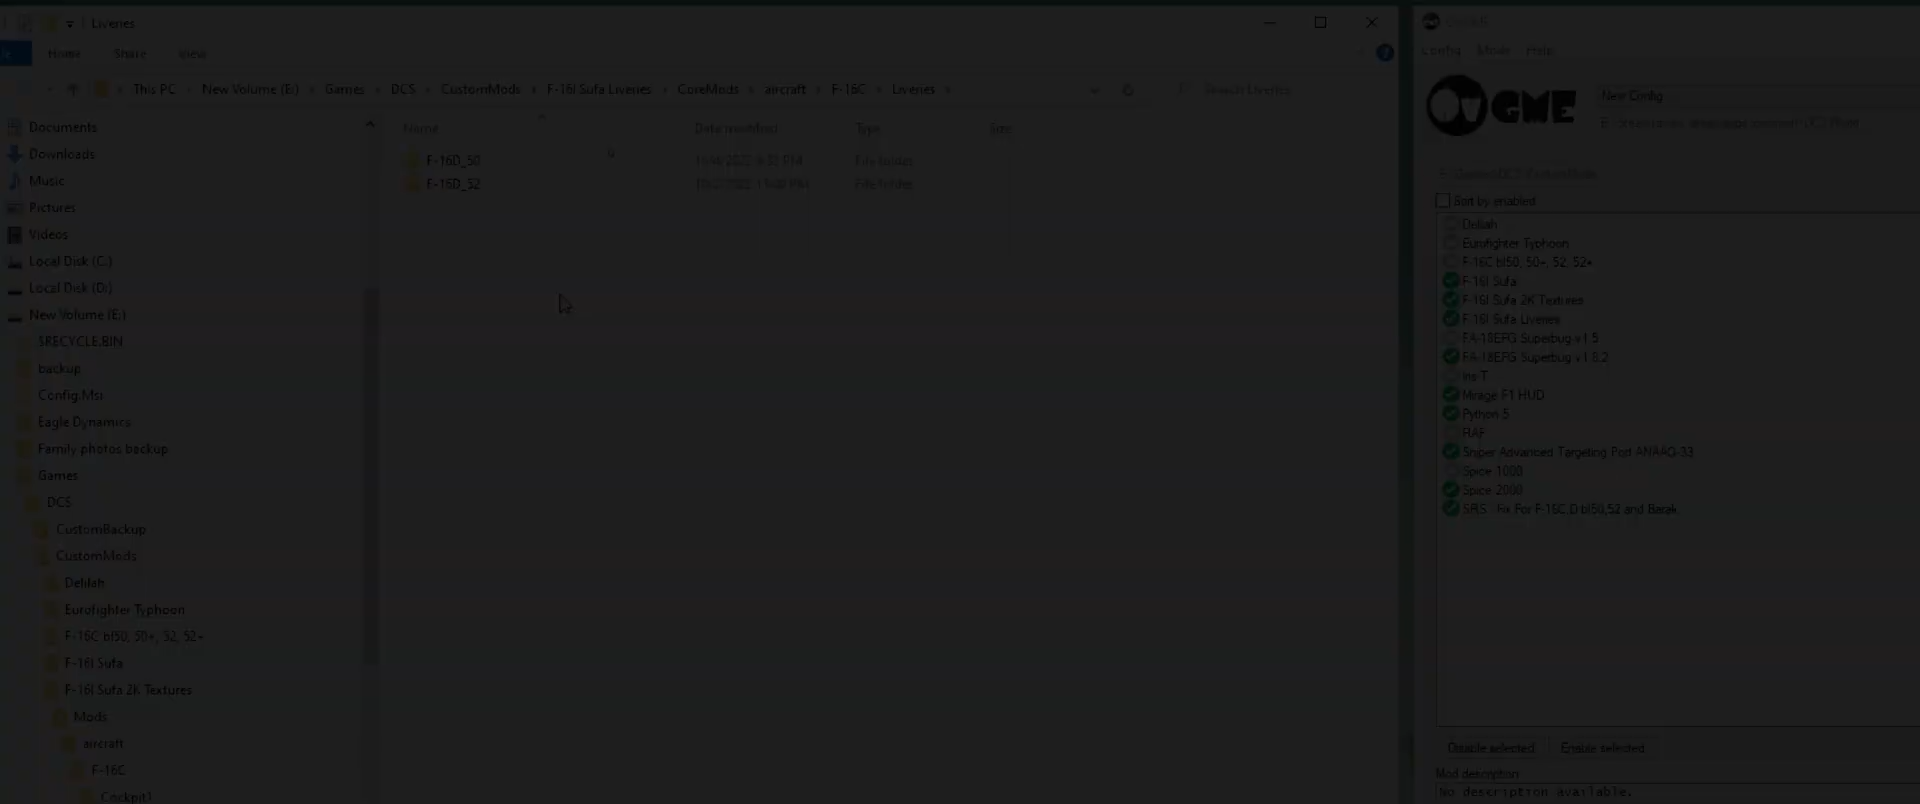 Liveries
Home Share View
This PC New Volume (E:) Games DCS CustomMods F-16I Sufa Liveries CoreMods aircraft F-16C Liveries Search Liveries
Name Date modified Type Size
F-16D_50 File folder
F-16D_52 File folder
Documents
Downloads
Music
Pictures
Videos
Local Disk (C:)
Local Disk (D:)
New Volume (E:)
$RECYCLE.BIN
backup
Config.Msi
Eagle Dynamics
Family photos backup
Games
DCS
CustomBackup
CustomMods
Delilah
Eurofighter Typhoon
F-16C bl50, 50+, 52, 52+
F-16I Sufa
F-16I Sufa 2K Textures
Mods
aircraft
F-16C
Cockpit1
Config Mods Help
OVGME
New Config
Sort by enabled
Delilah
Eurofighter Typhoon
F-16C bl50, 50+, 52, 52+
F-16I Sufa
F-16I Sufa 2K Textures
F-16I Sufa Liveries
FA-18EFG Superbug v1.5
FA-18EFG Superbug v1.8.2
Mirage F1 HUD
Python 5
RAF
Sniper Advanced Targeting Pod ANAAQ-33
Spice 1000
Spice 2000
SRS - Fix For F-16C,D bl50,52 and Barak
Disable selected Enable selected
Mod description
No description available.